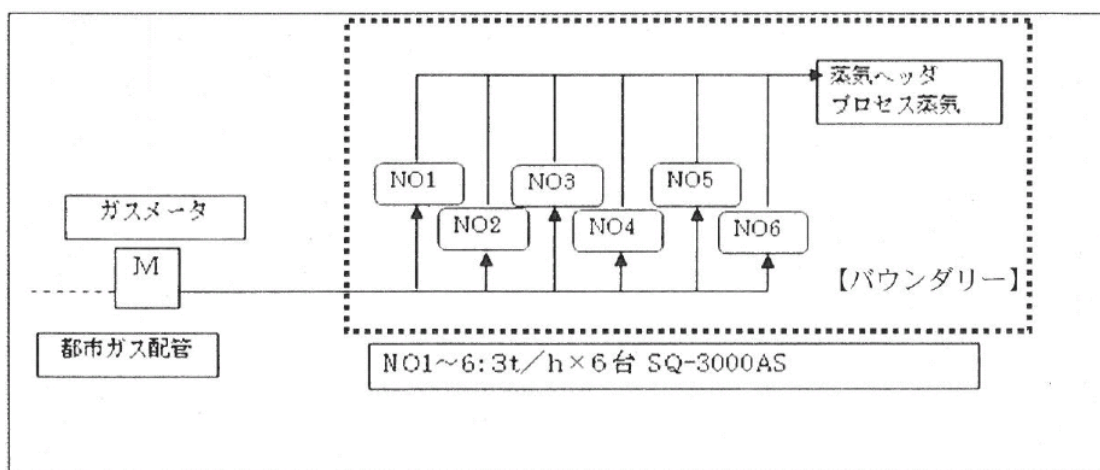 蒸気ヘッダ
プロセス蒸気
NO1
NO3
NO5
NO2
NO4
NO6
ガスメータ
M
【バウンダリー】
都市ガス配管
NO1～6:3t／h×6台 SQ-3000AS